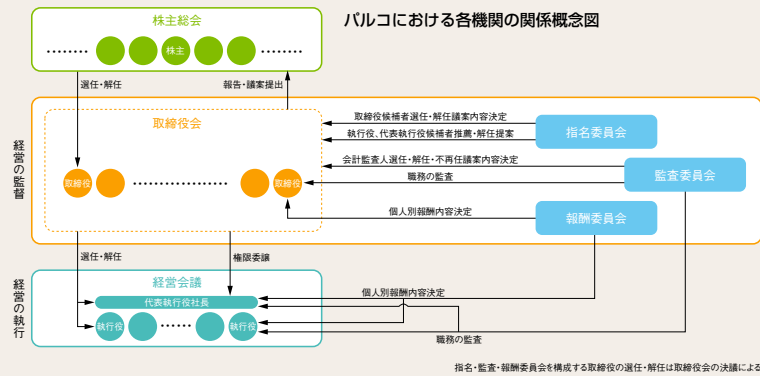 パルコにおける各機関の関係概念図
株主総会
株主
選任・解任
報告・議案提出
経営の監督
取締役会
取締役
取締役
取締役候補者選任・解任議案内容決定
執行役、代表執行役候補者推薦・解任提案
指名委員会
会計監査人選任・解任・不再任議案内容決定
職務の監査
監査委員会
個人別報酬内容決定
報酬委員会
選任・解任
権限委譲
経営の執行
経営会議
代表執行役社長
執行役
執行役
個人別報酬内容決定
職務の監査
指名・監査・報酬委員会を構成する取締役の選任・解任は取締役会の決議による